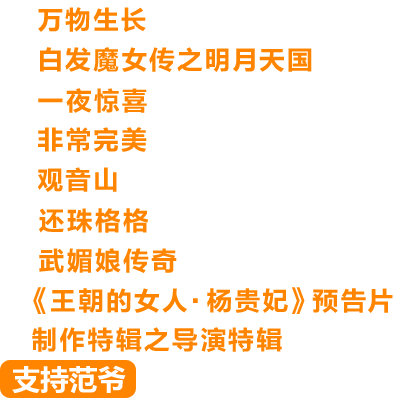 万物生长
白发魔女传之明月天国
一夜惊喜
非常完美
观音山
还珠格格
武媚娘传奇
《王朝的女人·杨贵妃》预告片
制作特辑之导演特辑
支持范爷